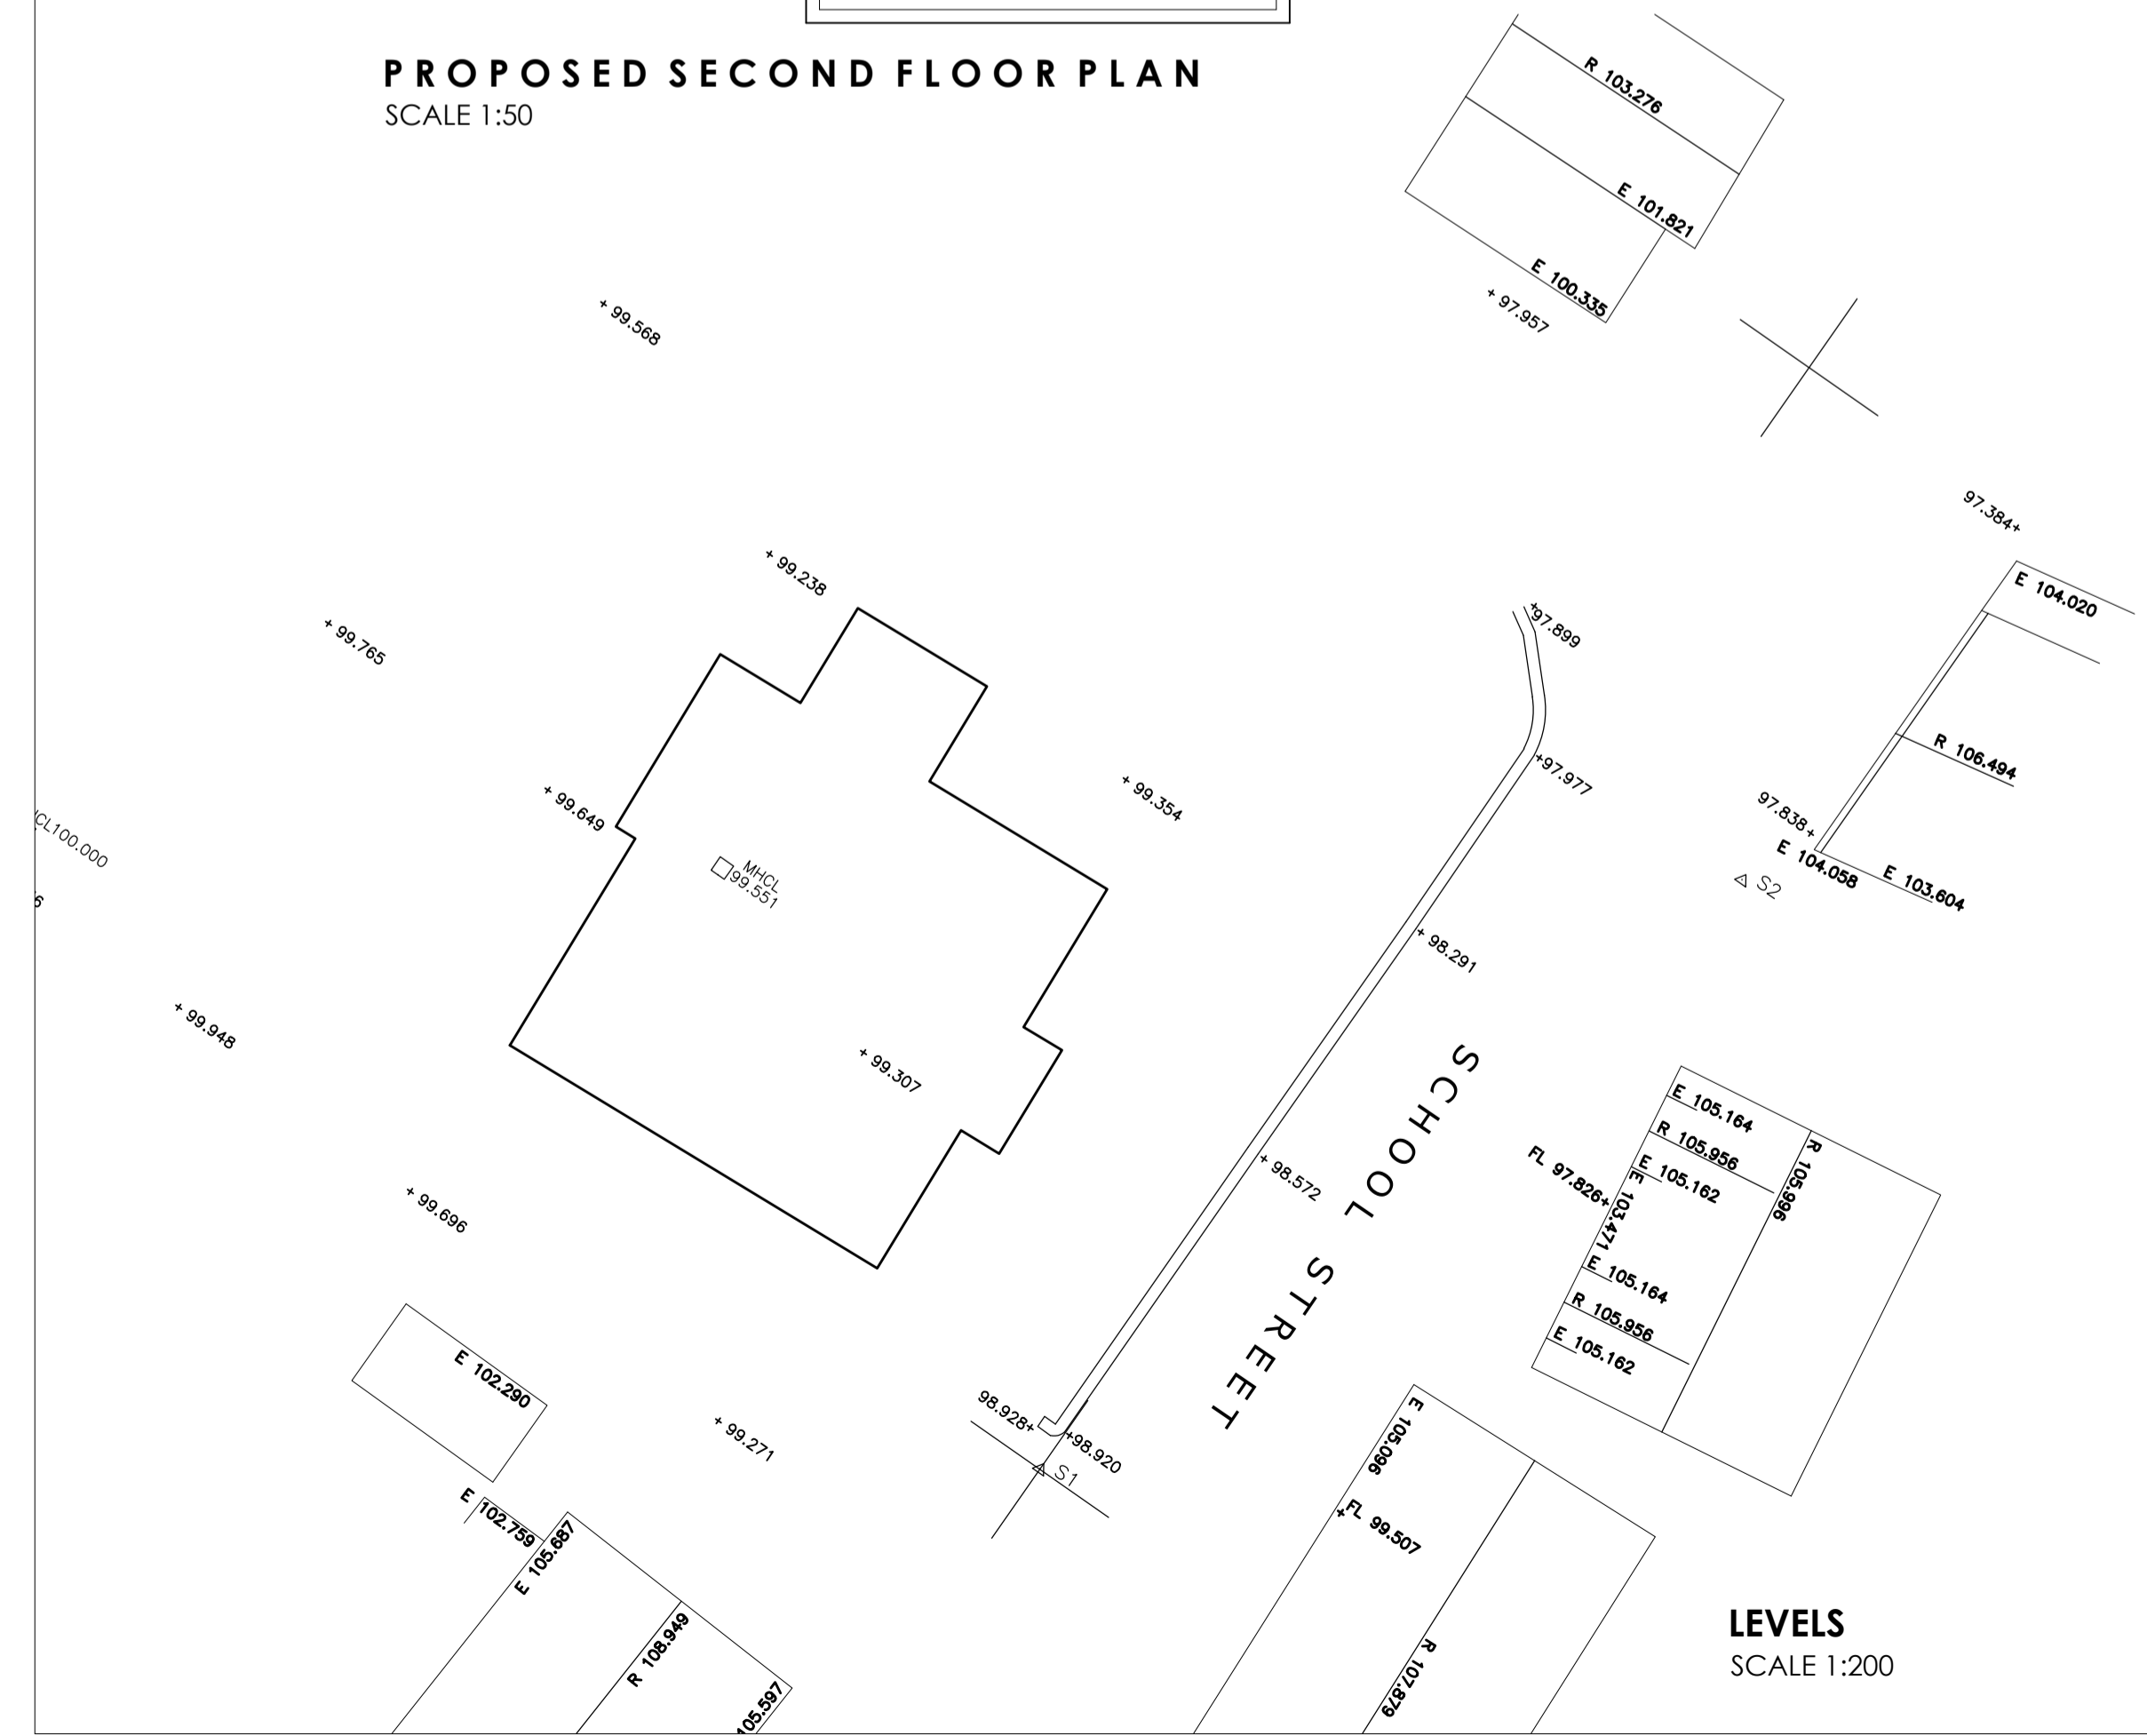 PROPOSED SECOND FLOOR PLAN
SCALE 1:50
R 103.276
E 101.821
E 100.335
+ 97.957
+ 99.568
97.384+
+ 99.238
E 104.020
+97.899
+ 99.765
R 106.494
+97.977
+ 99.354
+ 99.649
97.838+
CL100.000
MHCL
99.551
E 104.058
E 103.604
S2
+ 98.291
+ 99.948
+ 99.307
SCHOOL STREET
E 105.164
R 105.956
E 105.162
R 105.996
FL 97.826+
E 103.471
+ 98.572
+ 99.696
E 105.164
R 105.956
E 105.162
E 102.290
98.928+
+98.920
+ 99.271
S1
E 105.096
E 102.759
E 105.687
+FL 99.507
R 108.949
R 107.879
105.597
LEVELS
SCALE 1:200